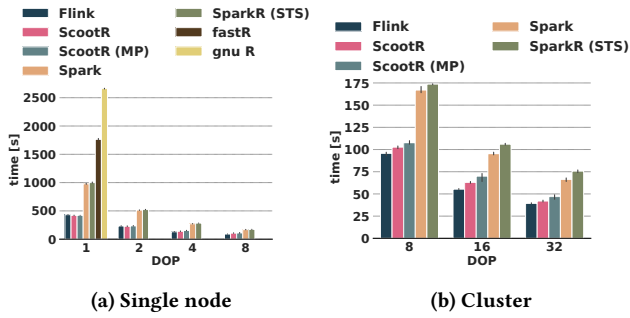 Flink
ScootR
ScootR (MP)
Spark
SparkR (STS)
fastR
gnu R
time [s]
2500
2000
1500
1000
500
0
1 2 4 8
DOP
(a) Single node
Flink
ScootR
ScootR (MP)
Spark
SparkR (STS)
time [s]
175
150
125
100
75
50
25
0
8 16 32
DOP
(b) Cluster